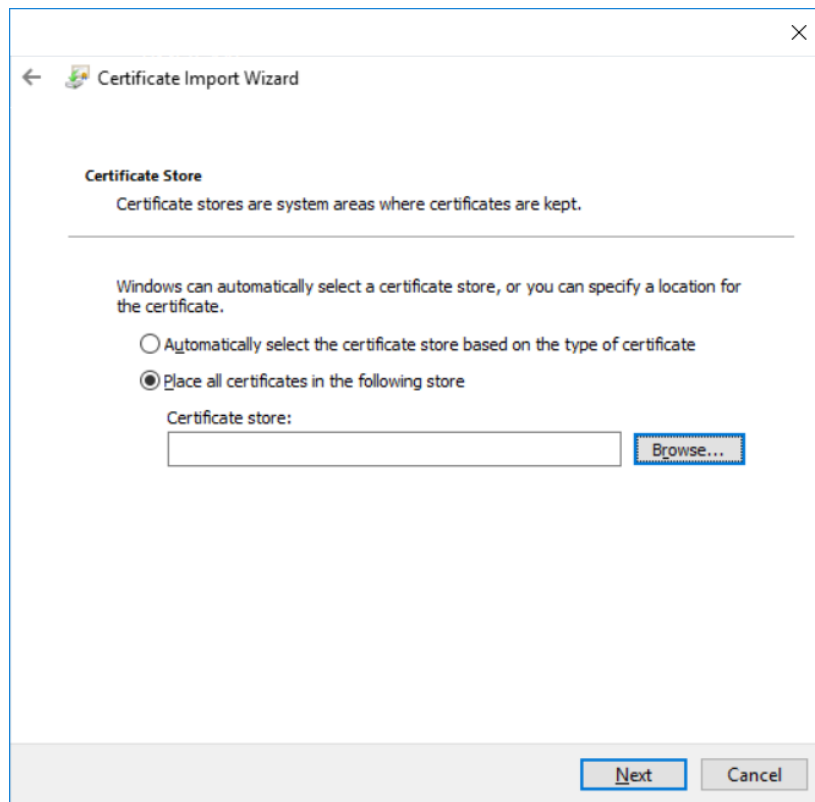 Certificate Import Wizard
Certificate Store
Certificate stores are system areas where certificates are kept.
Windows can automatically select a certificate store, or you can specify a location for
the certificate.
Automatically select the certificate store based on the type of certificate
Place all certificates in the following store
Certificate store:
Browse...
Next
Cancel